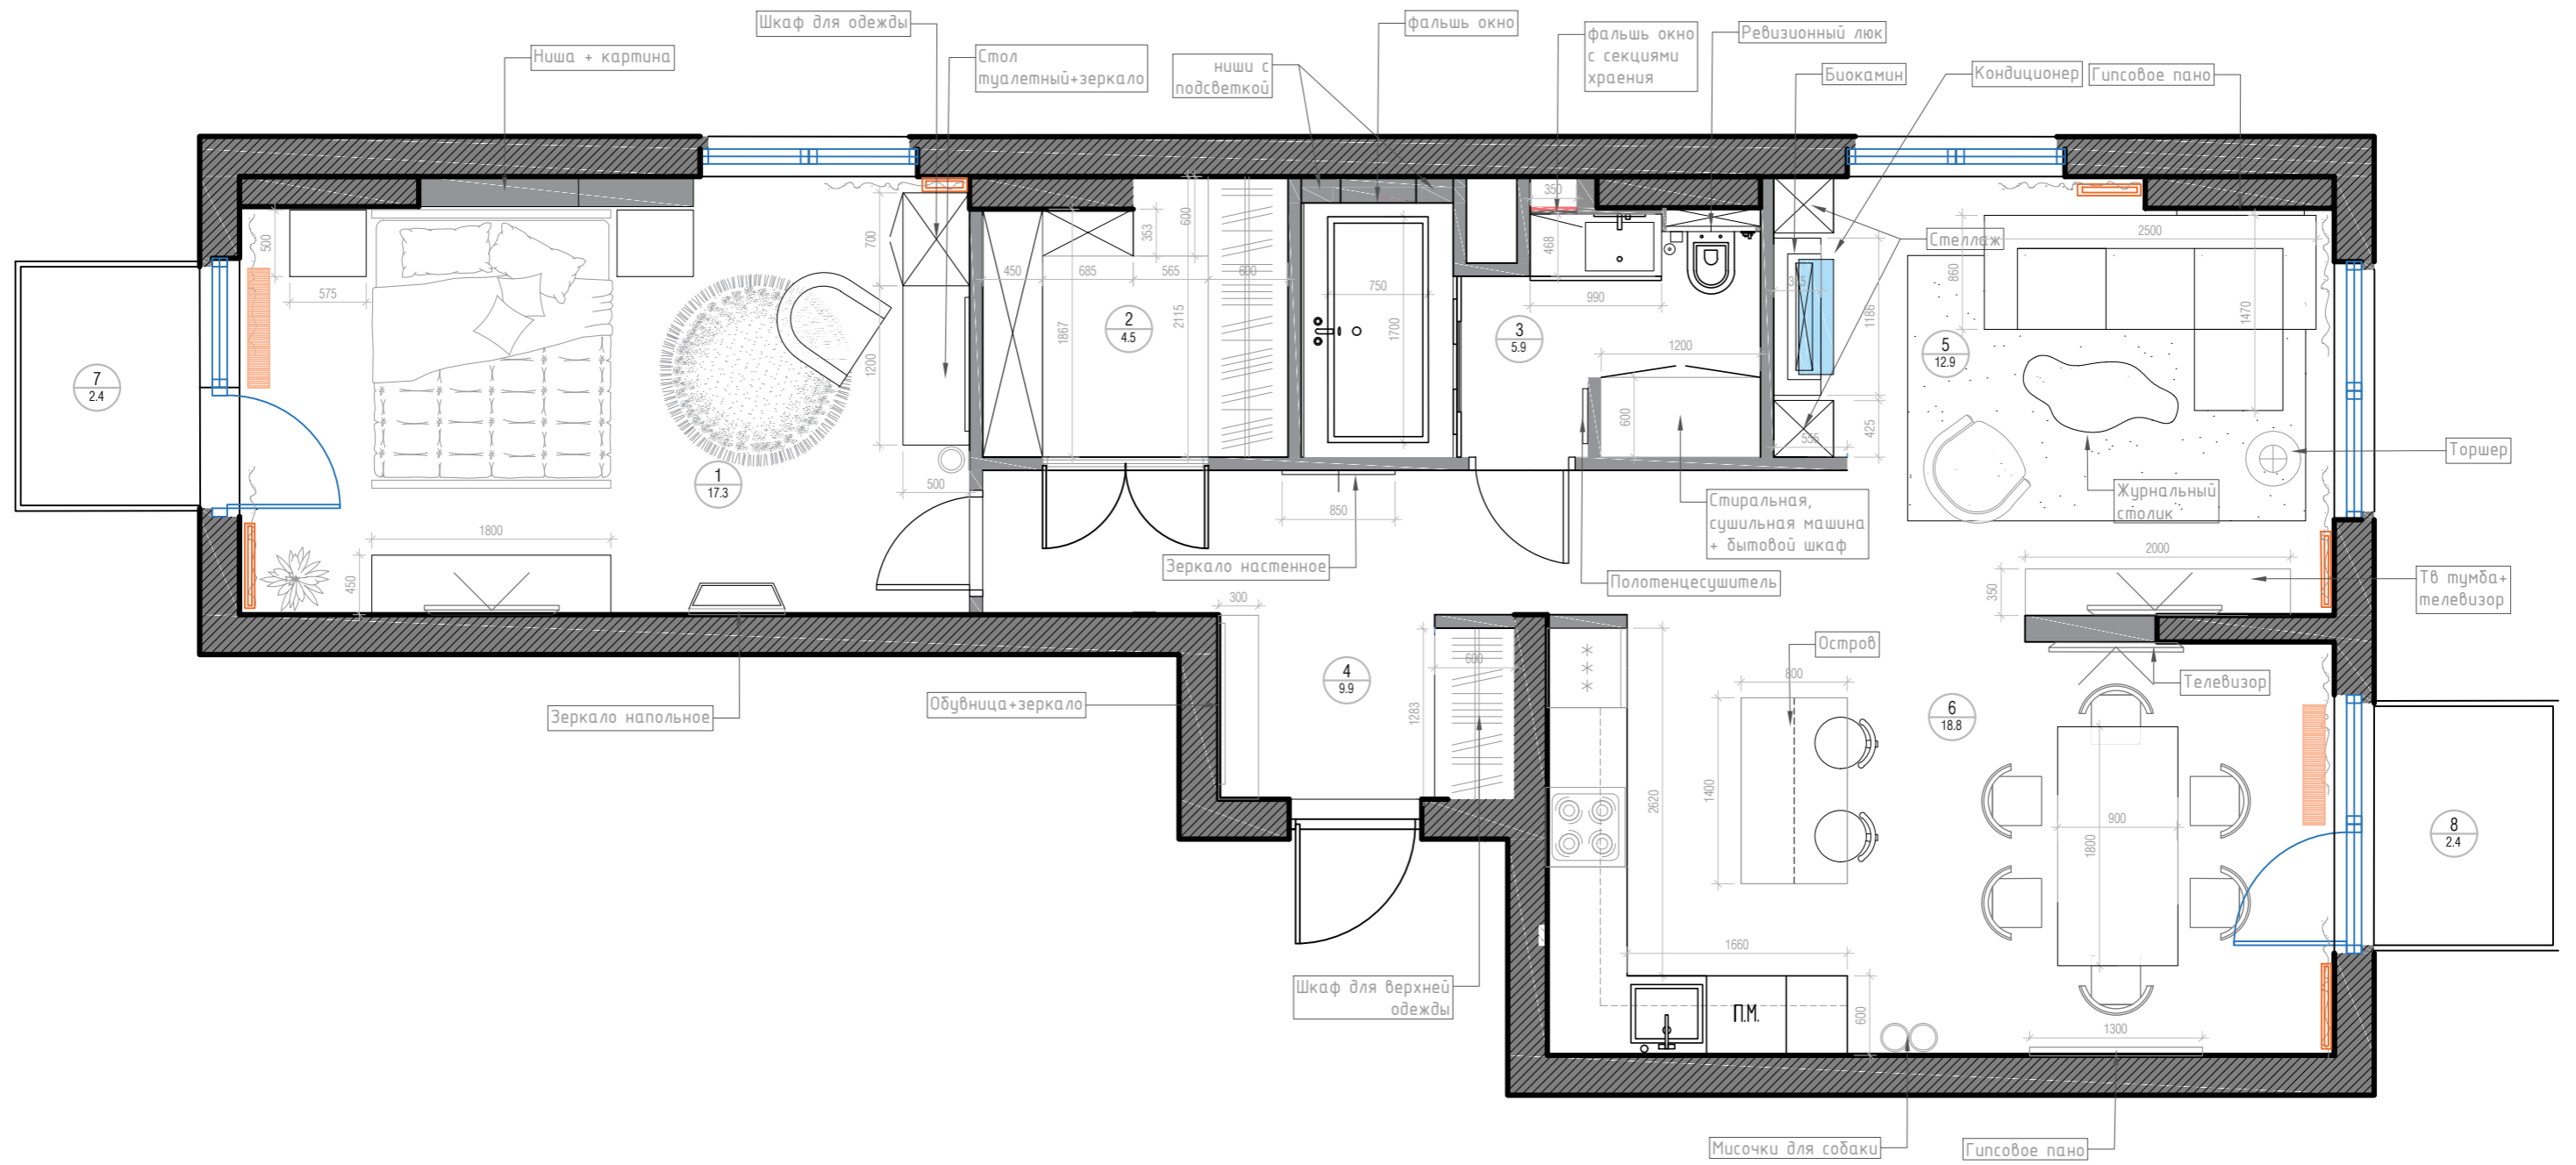 Шкаф для одежды
фальшь окно
фальшь окно
с секциями
храения
Ревизионный люк
Ниша + картина
Стол
туалетный+зеркало
ниши с
подсветкой
Биокамин
Кондиционер
Гипсовое пано
350
500
575
700
1200
500
450
685
565
600
353
600
1867
2115
750
1700
468
990
1200
600
Стеллаж
1186
425
555
2500
860
1470
2
4.5
3
5.9
5
12.9
7
2.4
1
17.3
Торшер
Журнальный
столик
1800
450
850
Зеркало настенное
Стиральная,
сушильная машина
+ бытовой шкаф
Полотенцесушитель
2000
350
Тв тумба+
телевизор
300
600
1283
4
9.9
Остров
800
1400
2620
Телевизор
6
18.8
Обувница+зеркало
Зеркало напольное
900
1800
8
2.4
1660
600
П.М.
Шкаф для верхней
одежды
1300
Мисочки для собаки
Гипсовое пано